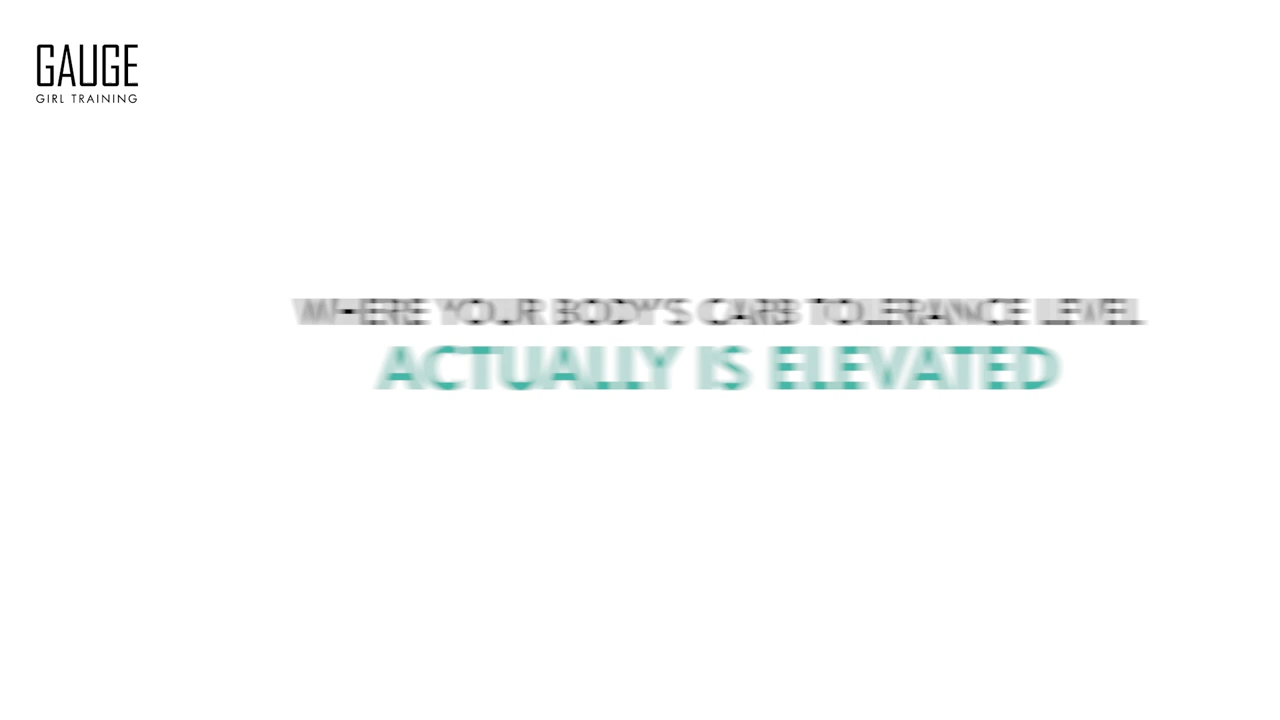 GAUGE
GIRL TRAINING
WHERE YOUR BODY'S CARB TOLERANCE LEVEL
ACTUALLY IS ELEVATED